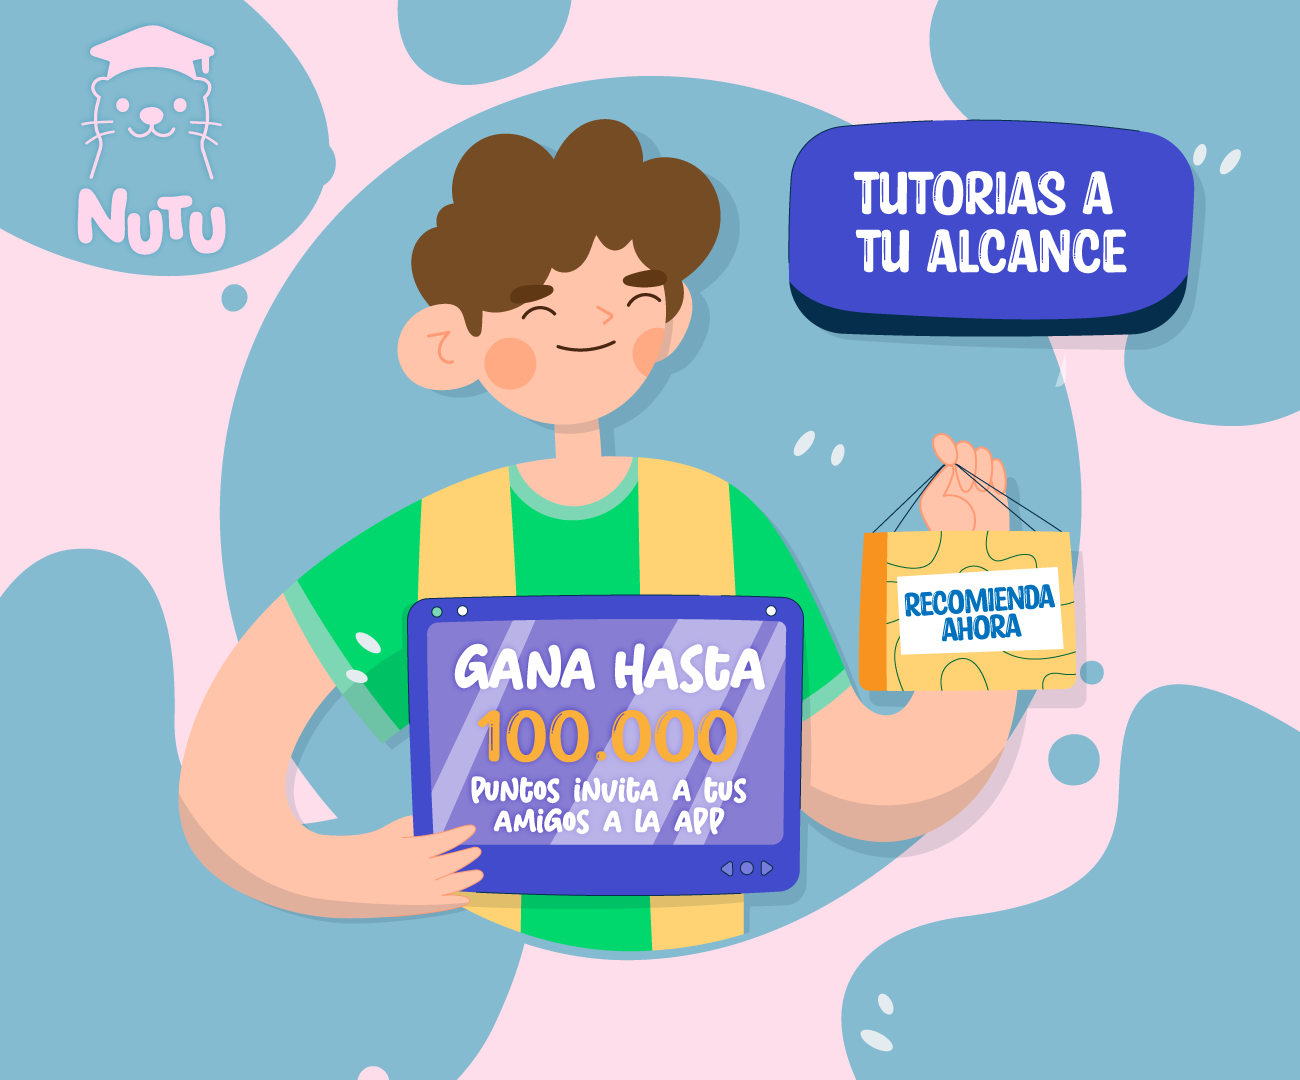 NUTU
TUTORIAS A
TU ALCANCE
RECOMIENDA
AHORA
GANA HASTA
100.000
PUNTOS INVITA A TUS
AMIGOS A LA APP